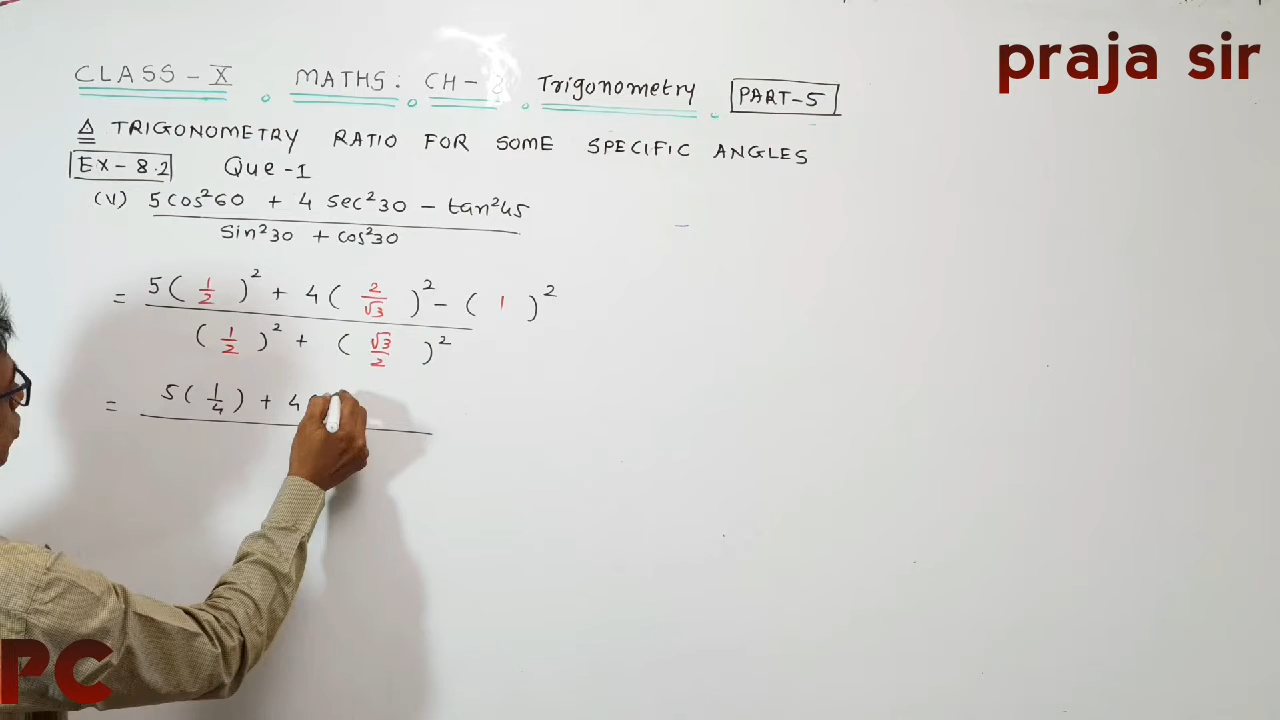 praja sir
CLASS - X . MATHS : CH - . Trigonometry . PART-5
∆ TRIGONOMETRY RATIO FOR SOME SPECIFIC ANGLES
EX - 8.2 Que - 1
(V) 5cos²60 + 4 sec²30 - tan²45
sin²30 + cos²30
= 5( 1/2 )² + 4( 2/√3 )² - ( 1 )²
( 1/2 )² + ( √3/2 )²
= 5( 1/4 ) + 4(
PC